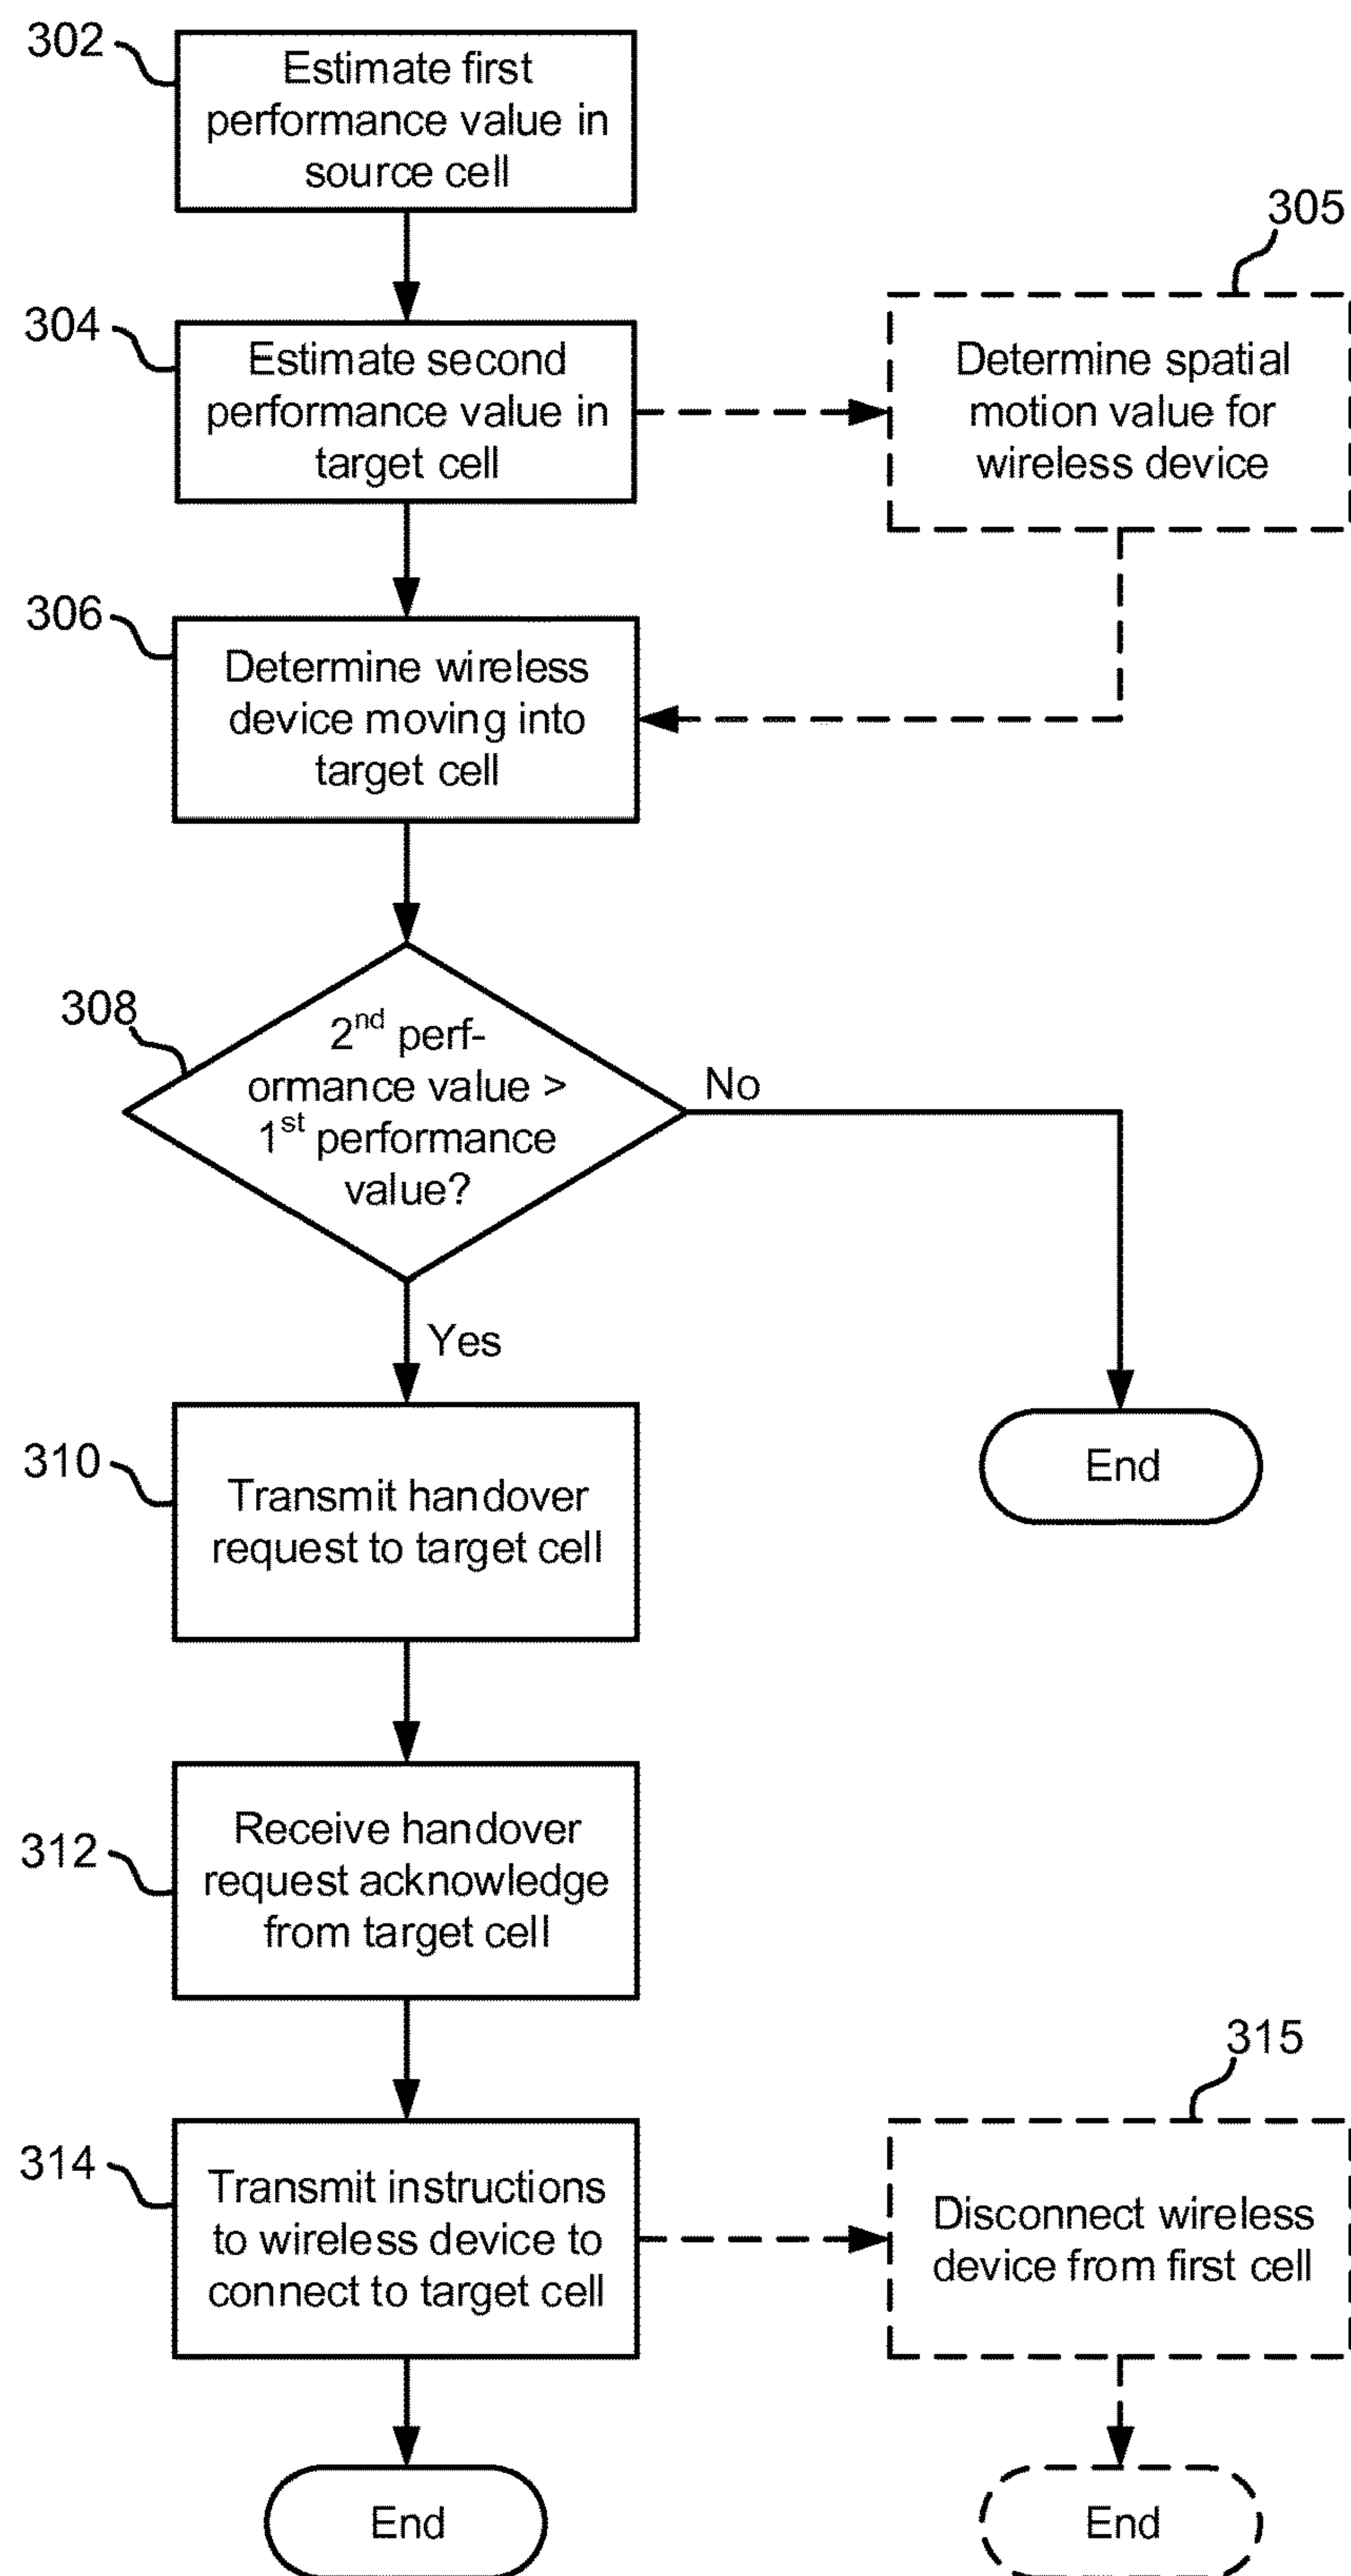 302
Estimate first
performance value in
source cell
305
304
Estimate second
performance value in
target cell
Determine spatial
motion value for
wireless device
306
Determine wireless
device moving into
target cell
308
2nd perf-
ormance value >
1st performance
value?
No
Yes
310
Transmit handover
request to target cell
End
312
Receive handover
request acknowledge
from target cell
315
314
Transmit instructions
to wireless device to
connect to target cell
Disconnect wireless
device from first cell
End
End